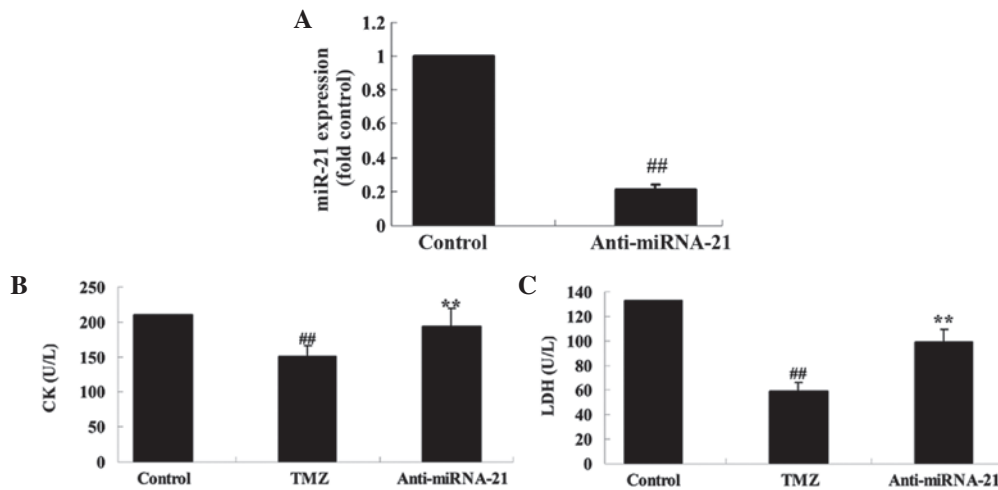 A
miR-21 expression
(fold control)
1.2
1
0.8
0.6
0.4
0.2
0
##
Control Anti-miRNA-21
B
CK (U/L)
250
200
150
100
50
0
##
**
Control TMZ Anti-miRNA-21
C
LDH (U/L)
140
120
100
80
60
40
20
0
##
**
Control TMZ Anti-miRNA-21